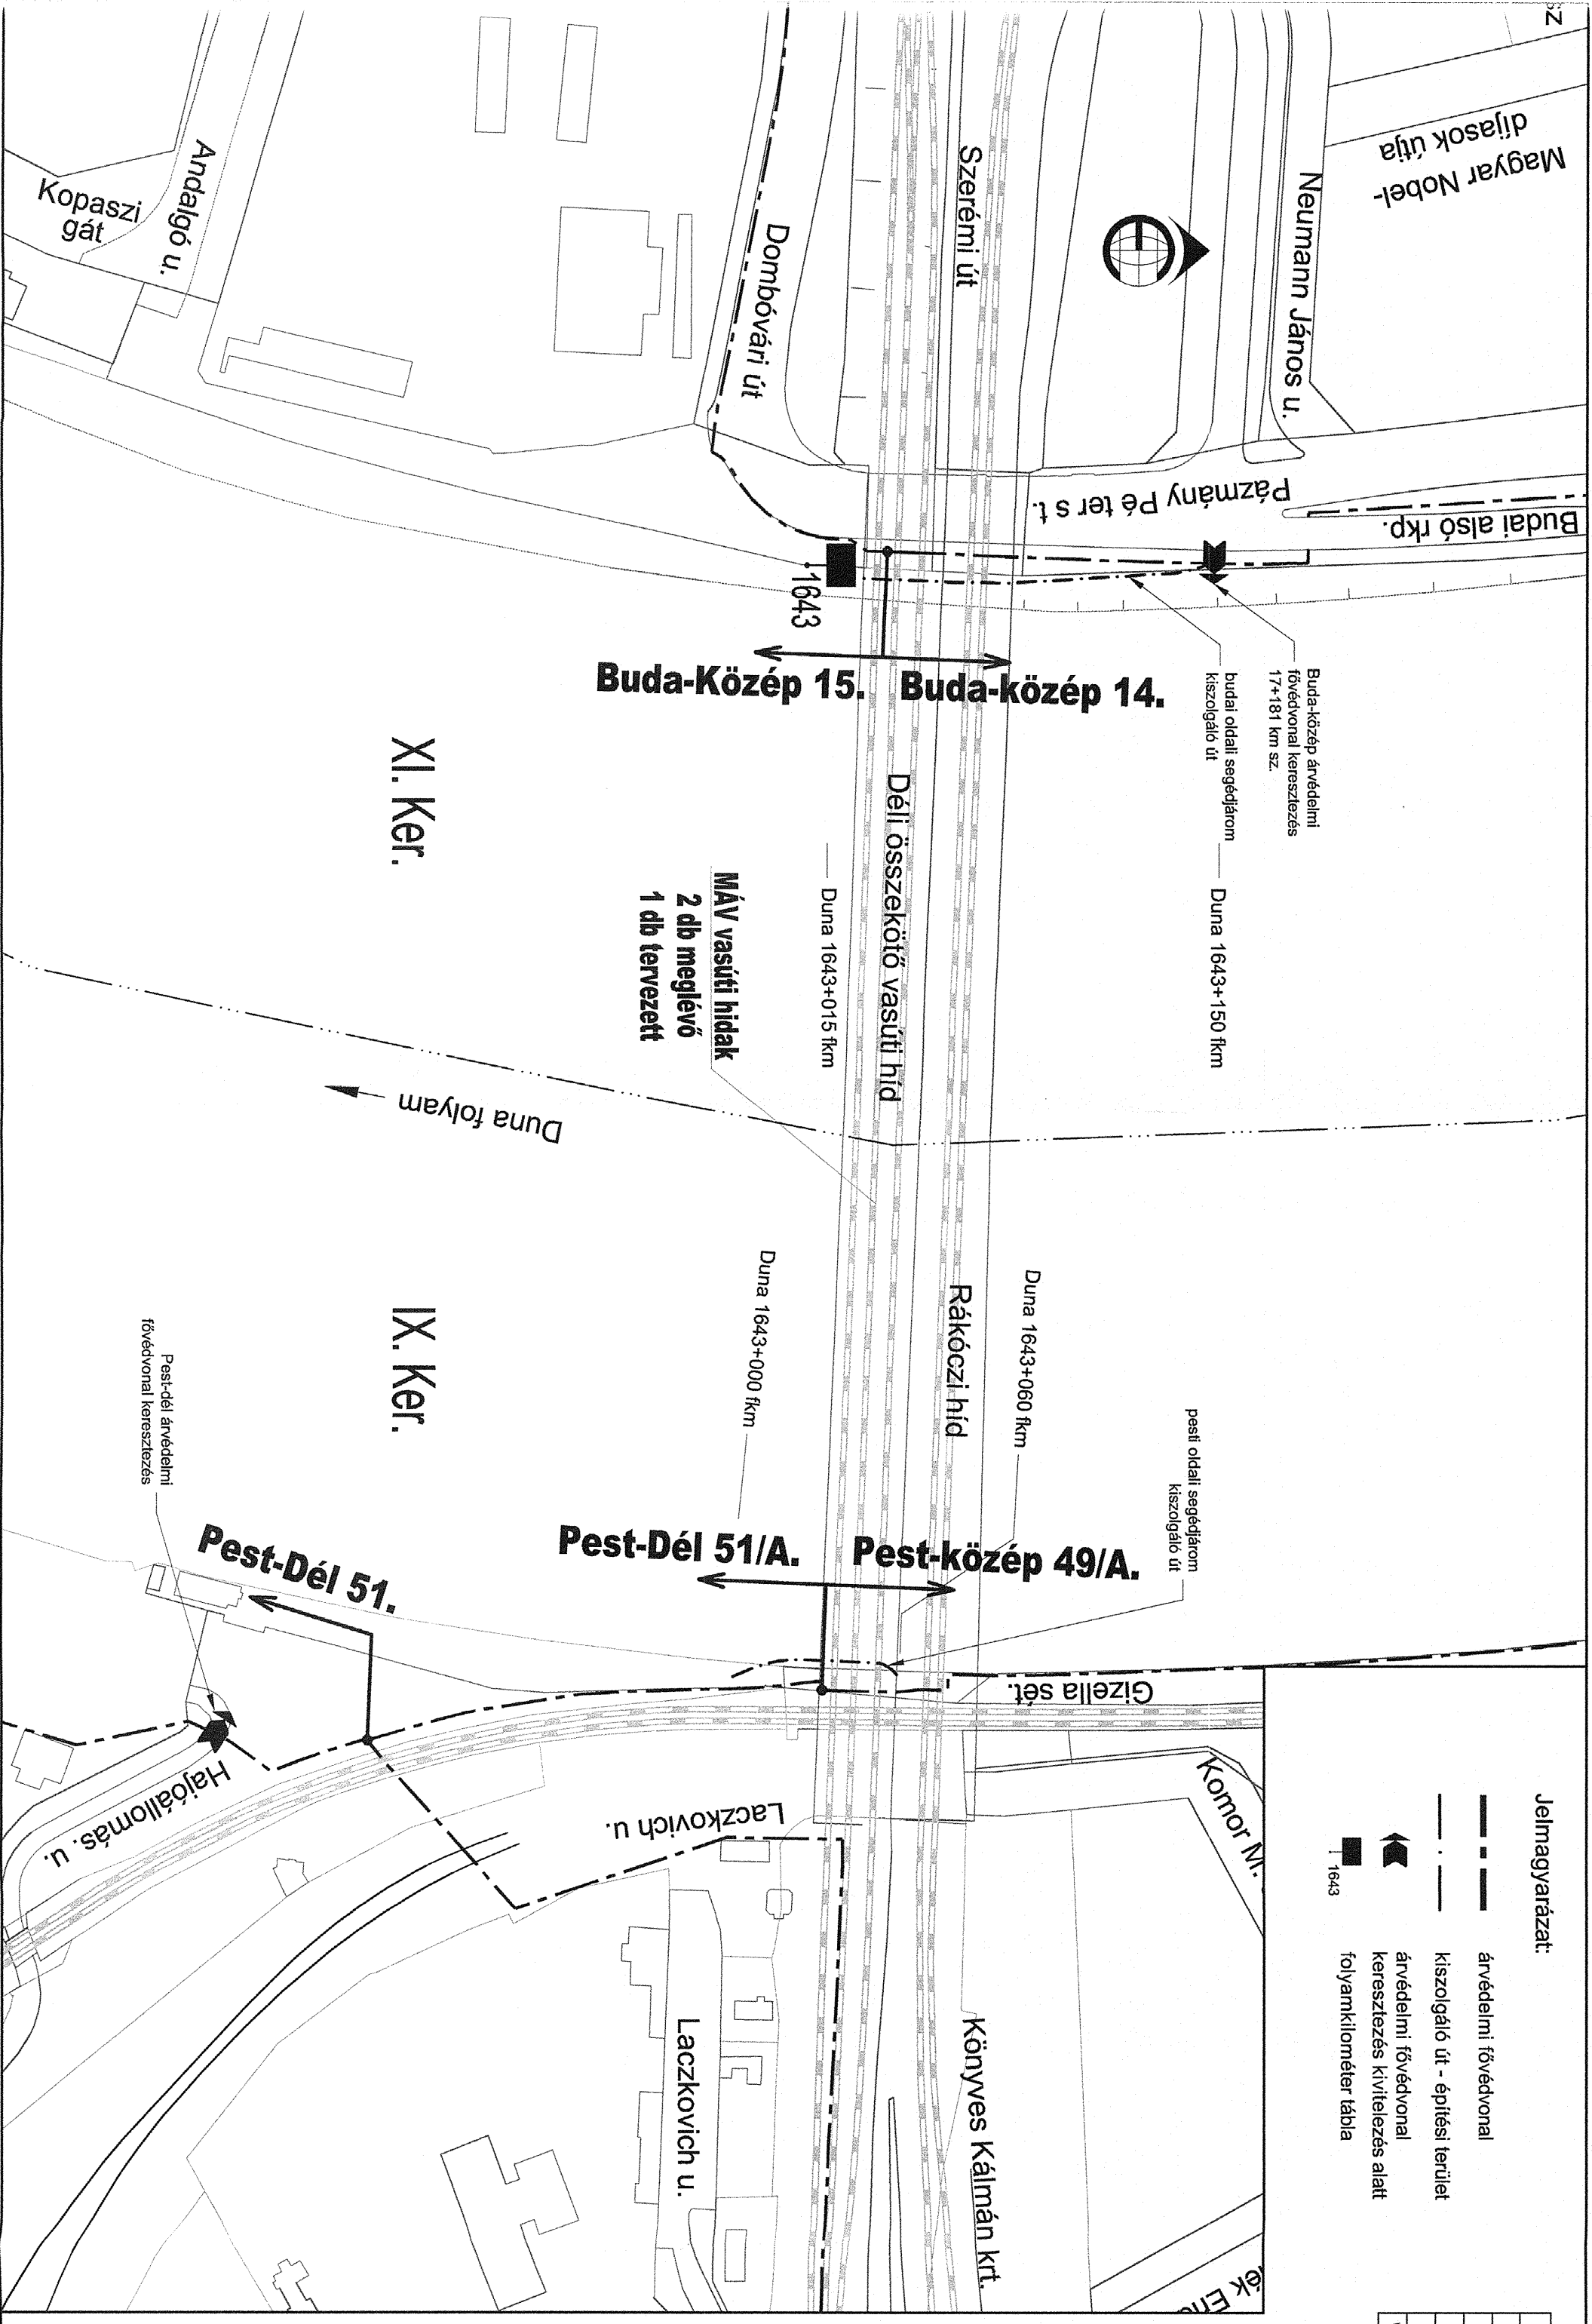 Magyar Nobel-
díjasok útja
Neumann János u.
Szerémi út
Dombóvári út
Andalgó u.
Kopaszi
gát
Pázmány Péter s t.
Budai alsó rkp.
1643
Buda-Közép 15.
Buda-közép 14.
Buda-közép árvédelmi
fővédvonal keresztezés
17+181 km sz.
budai oldali segédjárom
kiszolgáló út
Duna 1643+150 fkm
Duna 1643+015 fkm
Déli összekötő vasúti híd
MÁV vasúti hidak
2 db meglévő
1 db tervezett
XI. Ker.
Duna folyam
IX. Ker.
Duna 1643+000 fkm
Duna 1643+060 fkm
Rákóczi híd
pesti oldali segédjárom
kiszolgáló út
Pest-dél árvédelmi
fővédvonal keresztezés
Pest-Dél 51.
Pest-Dél 51/A.
Pest-közép 49/A.
Gizella sét.
Hajóállomás. u.
Laczkovich u.
Laczkovich u.
Komor M.
Könyves Kálmán krt.
Jelmagyarázat:
árvédelmi fővédvonal
kiszolgáló út - építési terület
árvédelmi fővédvonal
keresztezés kivitelezés alatt
1643
folyamkilométer tábla